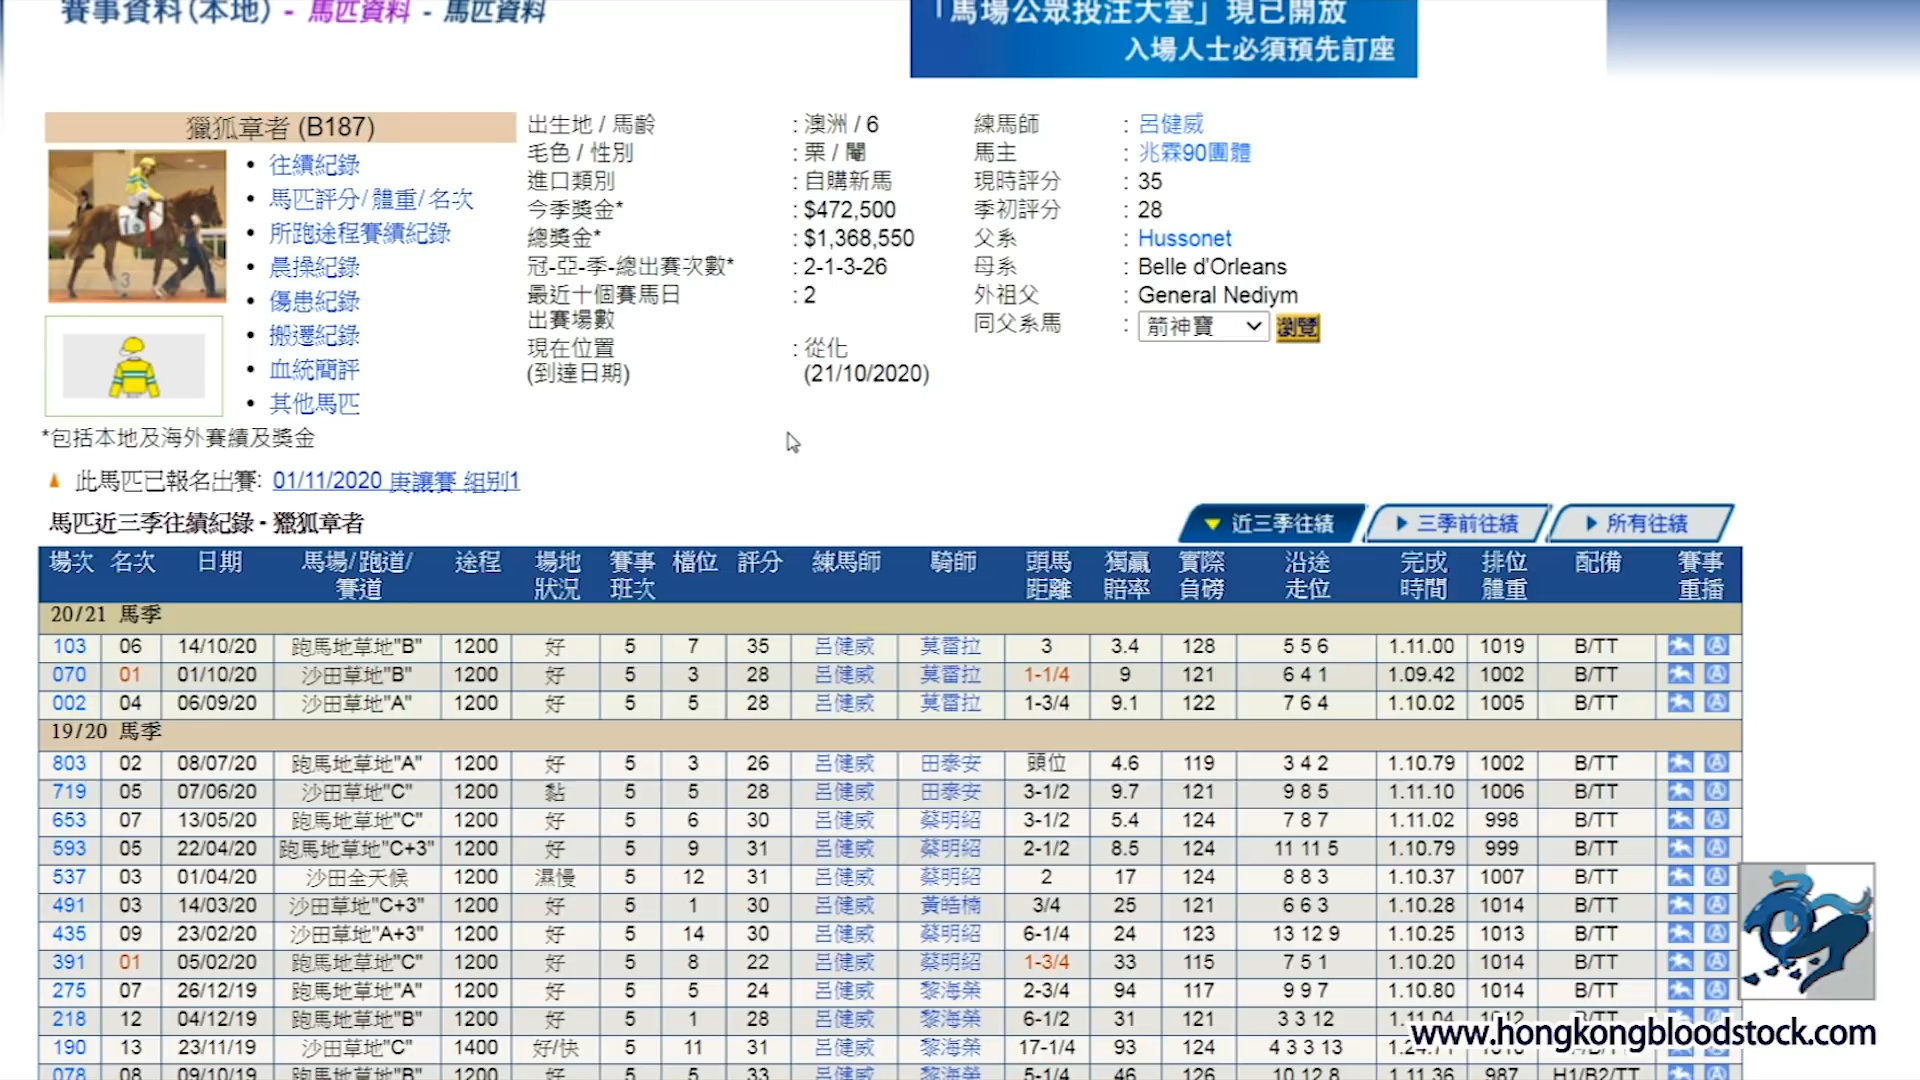 賽事資料(本地) - 馬匹資料 - 馬匹資料
「馬場公眾投注大堂」現已開放
入場人士必須預先訂座
獵狐章者 (B187)
• 往績紀錄
• 馬匹評分/體重/名次
• 所跑途程賽績紀錄
• 晨操紀錄
• 傷患紀錄
• 搬遷紀錄
• 血統簡評
• 其他馬匹
出生地 / 馬齡 : 澳洲 / 6
毛色 / 性別 : 栗 / 閹
進口類別 : 自購新馬
今季獎金* : $472,500
總獎金* : $1,368,550
冠-亞-季-總出賽次數* : 2-1-3-26
最近十個賽馬日 : 2
出賽場數
現在位置 : 從化
(到達日期) (21/10/2020)
練馬師 : 呂健威
馬主 : 兆霖90團體
現時評分 : 35
季初評分 : 28
父系 : Hussonet
母系 : Belle d'Orleans
外祖父 : General Nediym
同父系馬 : 箭神寶 瀏覽
*包括本地及海外賽績及獎金
此馬匹已報名出賽: 01/11/2020 庚讓賽 組别1
馬匹近三季往績紀錄 - 獵狐章者
近三季往績 三季前往績 所有往績
場次 名次 日期 馬場/跑道/賽道 途程 場地狀況 賽事班次 檔位 評分 練馬師 騎師 頭馬距離 獨贏賠率 實際負磅 沿途走位 完成時間 排位體重 配備 賽事重播
20/21 馬季
103 06 14/10/20 跑馬地草地"B" 1200 好 5 7 35 呂健威 莫雷拉 3 3.4 128 5 5 6 1.11.00 1019 B/TT
070 01 01/10/20 沙田草地"B" 1200 好 5 3 28 呂健威 莫雷拉 1-1/4 9 121 6 4 1 1.09.42 1002 B/TT
002 04 06/09/20 沙田草地"A" 1200 好 5 5 28 呂健威 莫雷拉 1-3/4 9.1 122 7 6 4 1.10.02 1005 B/TT
19/20 馬季
803 02 08/07/20 跑馬地草地"A" 1200 好 5 3 26 呂健威 田泰安 頭位 4.6 119 3 4 2 1.10.79 1002 B/TT
719 05 07/06/20 沙田草地"C" 1200 黏 5 5 28 呂健威 田泰安 3-1/2 9.7 121 9 8 5 1.11.10 1006 B/TT
653 07 13/05/20 跑馬地草地"C" 1200 好 5 6 30 呂健威 蔡明紹 3-1/2 5.4 124 7 8 7 1.11.02 998 B/TT
593 05 22/04/20 跑馬地草地"C+3" 1200 好 5 9 31 呂健威 蔡明紹 2-1/2 8.5 124 11 11 5 1.10.79 999 B/TT
537 03 01/04/20 沙田全天候 1200 濕慢 5 12 31 呂健威 蔡明紹 2 17 124 8 8 3 1.10.37 1007 B/TT
491 03 14/03/20 沙田草地"C+3" 1200 好 5 1 30 呂健威 黃皓楠 3/4 25 121 6 6 3 1.10.28 1014 B/TT
435 09 23/02/20 沙田草地"A+3" 1200 好 5 14 30 呂健威 蔡明紹 6-1/4 24 123 13 12 9 1.10.25 1013 B/TT
391 01 05/02/20 跑馬地草地"C" 1200 好 5 8 22 呂健威 蔡明紹 1-3/4 33 115 7 5 1 1.10.20 1014 B/TT
275 07 26/12/19 跑馬地草地"A" 1200 好 5 5 24 呂健威 黎海榮 2-3/4 94 117 9 9 7 1.10.80 1014 B/TT
218 12 04/12/19 跑馬地草地"B" 1200 好 5 1 28 呂健威 黎海榮 6-1/2 31 121 3 3 12
190 13 23/11/19 沙田草地"C" 1400 好/快 5 11 31 呂健威 黎海榮 17-1/4 93 124 4 3 3 13
078 08 09/10/19 跑馬地草地"B" 1200 好 5 5 33 呂健威 黎海榮 5-1/4 46 126 10 12 8 1.11.36 987 H1/B2/TT
www.hongkongbloodstock.com